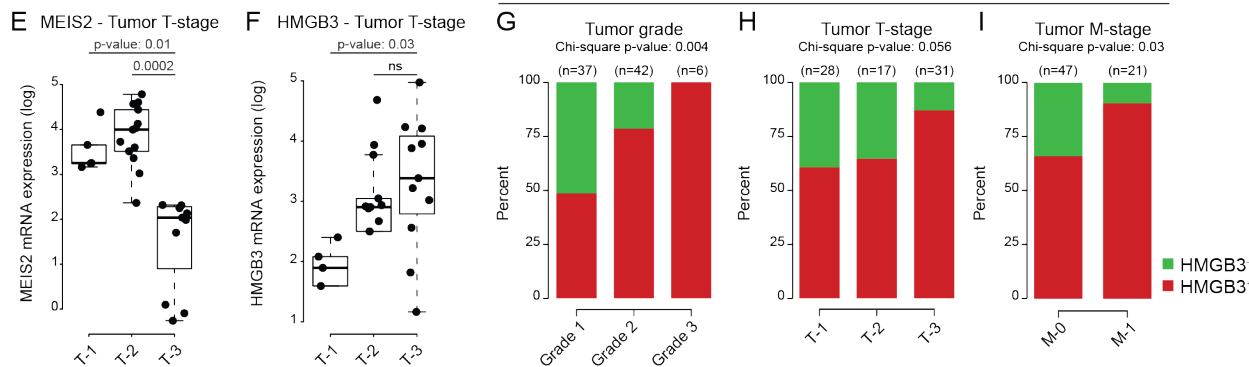 E MEIS2 - Tumor T-stage
p-value: 0.01
0.0002
MEIS2 mRNA expression (log)
5
4
3
2
1
0
T-1 T-2 T-3
F HMGB3 - Tumor T-stage
p-value: 0.03
ns
HMGB3 mRNA expression (log)
5
4
3
2
1
T-1 T-2 T-3
G Tumor grade
Chi-square p-value: 0.004
(n=37) (n=42) (n=6)
Percent
100
75
50
25
0
Grade 1 Grade 2 Grade 3
H Tumor T-stage
Chi-square p-value: 0.056
(n=28) (n=17) (n=31)
Percent
100
75
50
25
0
T-1 T-2 T-3
I Tumor M-stage
Chi-square p-value: 0.03
(n=47) (n=21)
Percent
100
75
50
25
0
M-0 M-1
HMGB3
HMGB3